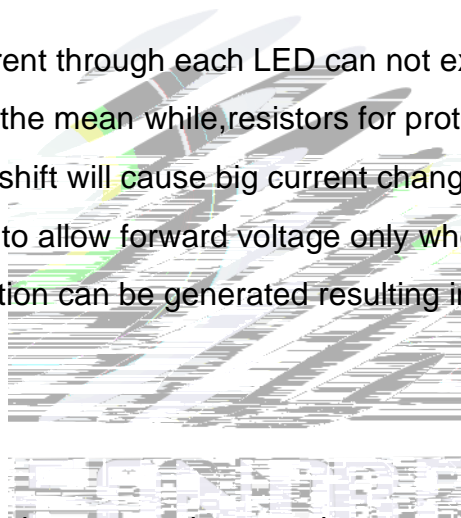 rent through each LED can not ex
the mean while,resistors for prot
shift will cause big current chang
to allow forward voltage only wh
tion can be generated resulting i